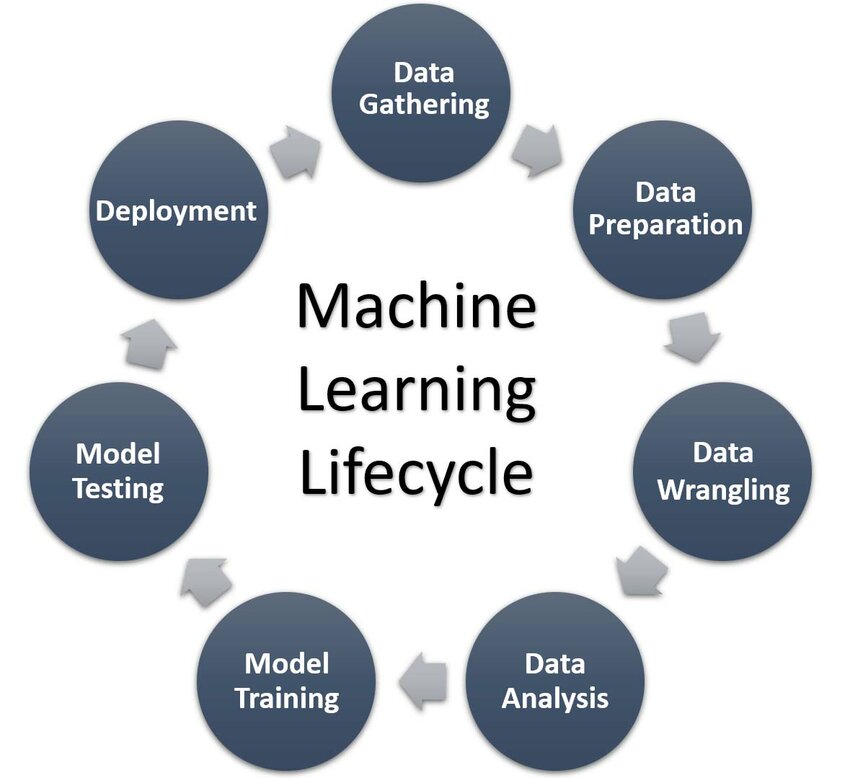 Data
Gathering
Data
Preparation
Data
Wrangling
Data
Analysis
Model
Training
Model
Testing
Deployment
Machine
Learning
Lifecycle